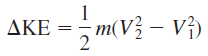 ΔKE = 1/2 m(V₂² − V₁²)